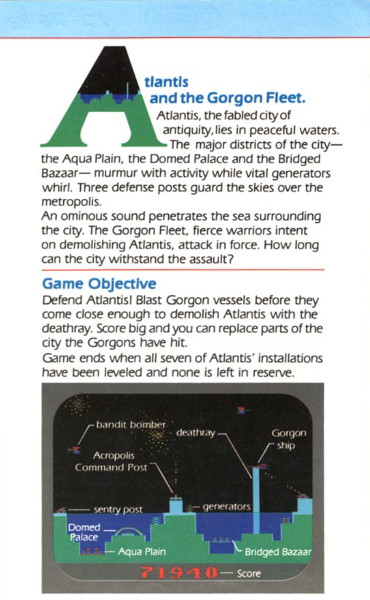 Atlantis
and the Gorgon Fleet.
Atlantis, the fabled city of
antiquity, lies in peaceful waters.
The major districts of the city—
the Aqua Plain, the Domed Palace and the Bridged
Bazaar— murmur with activity while vital generators
whirl. Three defense posts guard the skies over the
metropolis.
An ominous sound penetrates the sea surrounding
the city. The Gorgon Fleet, fierce warriors intent
on demolishing Atlantis, attack in force. How long
can the city withstand the assault?
Game Objective
Defend Atlantis! Blast Gorgon vessels before they
come close enough to demolish Atlantis with the
deathray. Score big and you can replace parts of the
city the Gorgons have hit.
Game ends when all seven of Atlantis' installations
have been leveled and none is left in reserve.
bandit bomber
deathray
Gorgon
ship
Acropolis
Command Post
sentry post
generators
Domed
Palace
Aqua Plain
Bridged Bazaar
71940
Score